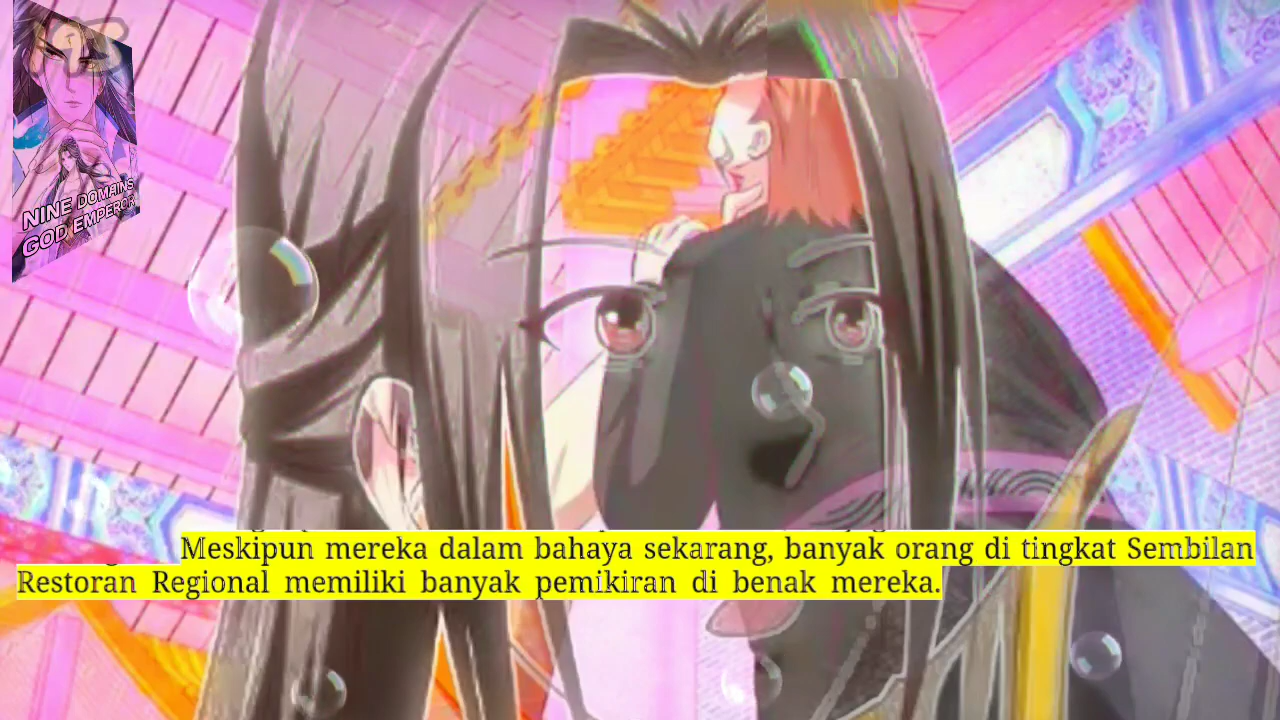 NINE DOMAINS
GOD EMPEROR
Meskipun mereka dalam bahaya sekarang, banyak orang di tingkat Sembilan
Restoran Regional memiliki banyak pemikiran di benak mereka.